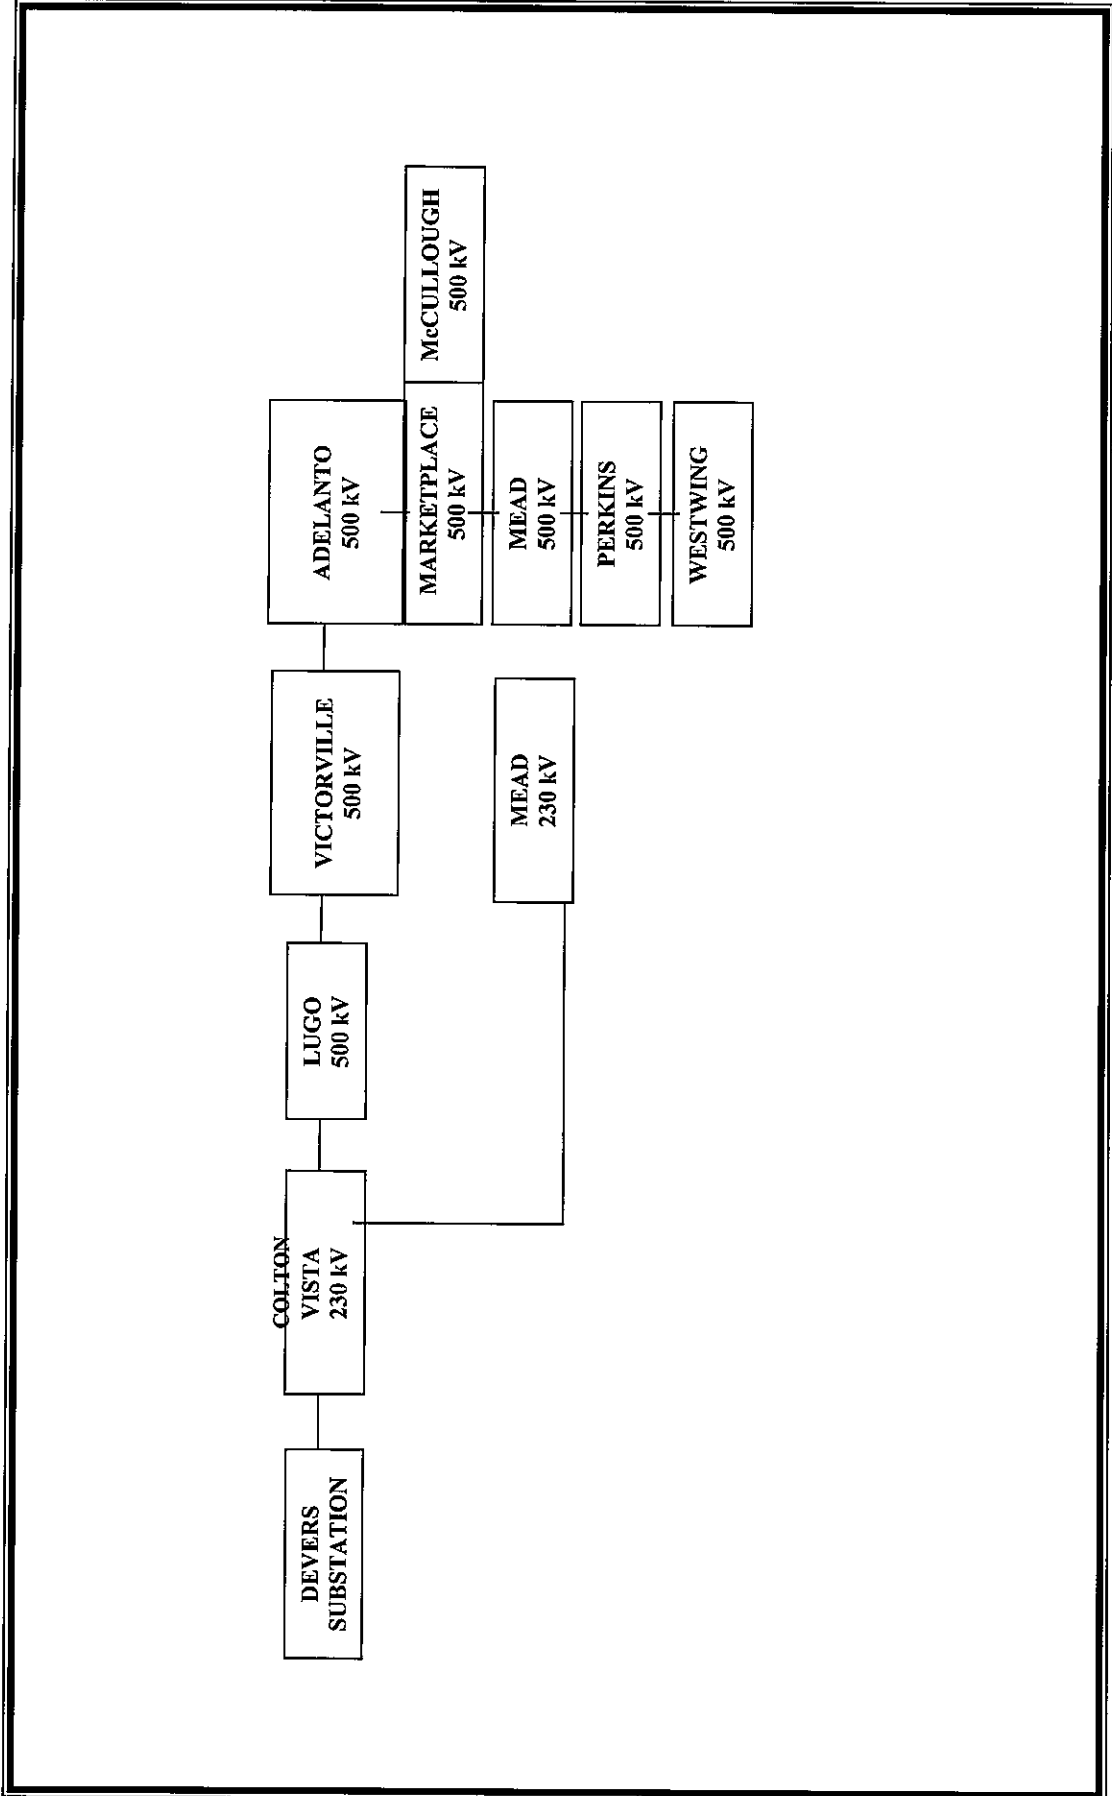 COLTON
DEVERS
SUBSTATION
VISTA
230 kV
LUGO
500 kV
VICTORVILLE
500 kV
ADELANTO
500 kV
MARKETPLACE
500 kV
McCULLOUGH
500 kV
MEAD
230 kV
MEAD
500 kV
PERKINS
500 kV
WESTWING
500 kV